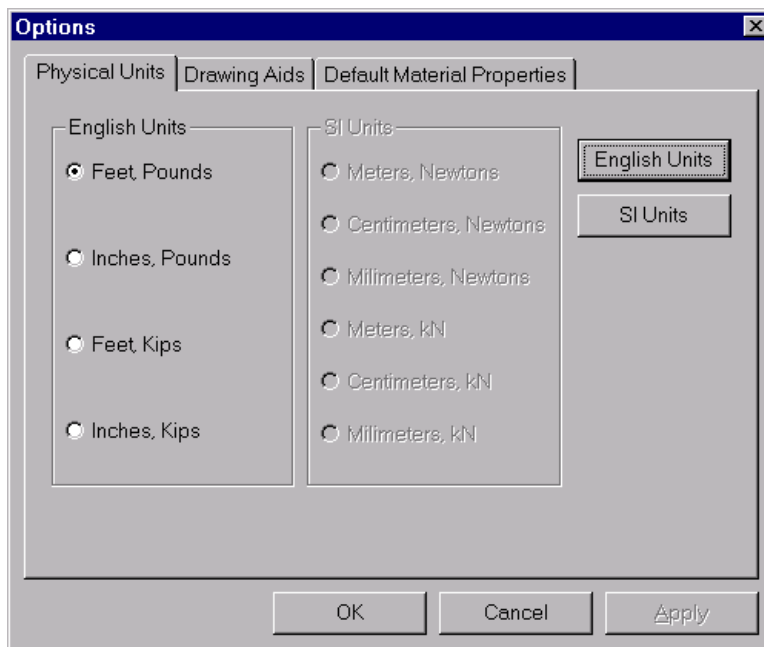 Options
Physical Units
Drawing Aids
Default Material Properties
English Units
Feet, Pounds
Inches, Pounds
Feet, Kips
Inches, Kips
SI Units
Meters, Newtons
Centimeters, Newtons
Milimeters, Newtons
Meters, kN
Centimeters, kN
Milimeters, kN
English Units
SI Units
OK
Cancel
Apply